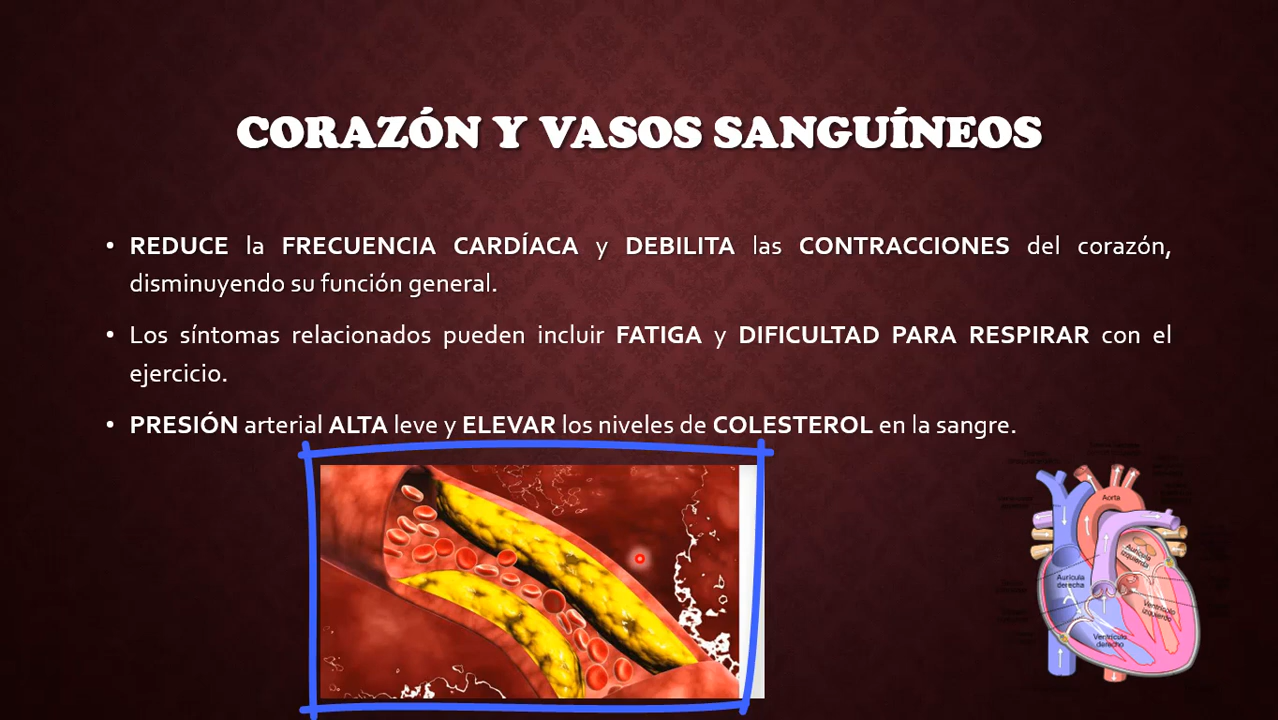 CORAZÓN Y VASOS SANGUÍNEOS
• REDUCE la FRECUENCIA CARDÍACA y DEBILITA las CONTRACCIONES del corazón,
disminuyendo su función general.
• Los síntomas relacionados pueden incluir FATIGA y DIFICULTAD PARA RESPIRAR con el
ejercicio.
• PRESIÓN arterial ALTA leve y ELEVAR los niveles de COLESTEROL en la sangre.
Aorta
Aurícula
izquierda
Aurícula
derecha
Ventrículo
izquierdo
Ventrículo
derecho